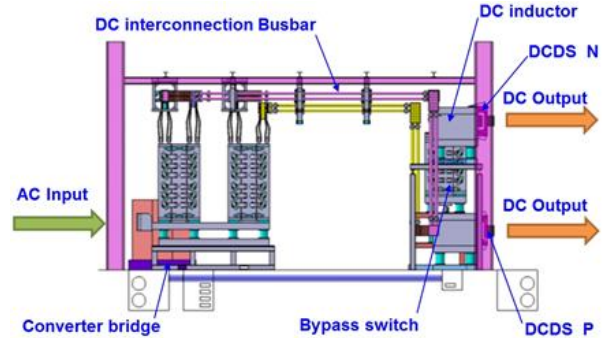 DC inductor
DC interconnection Busbar
DCDS N
DC Output
AC Input
DC Output
Converter bridge
Bypass switch
DCDS P